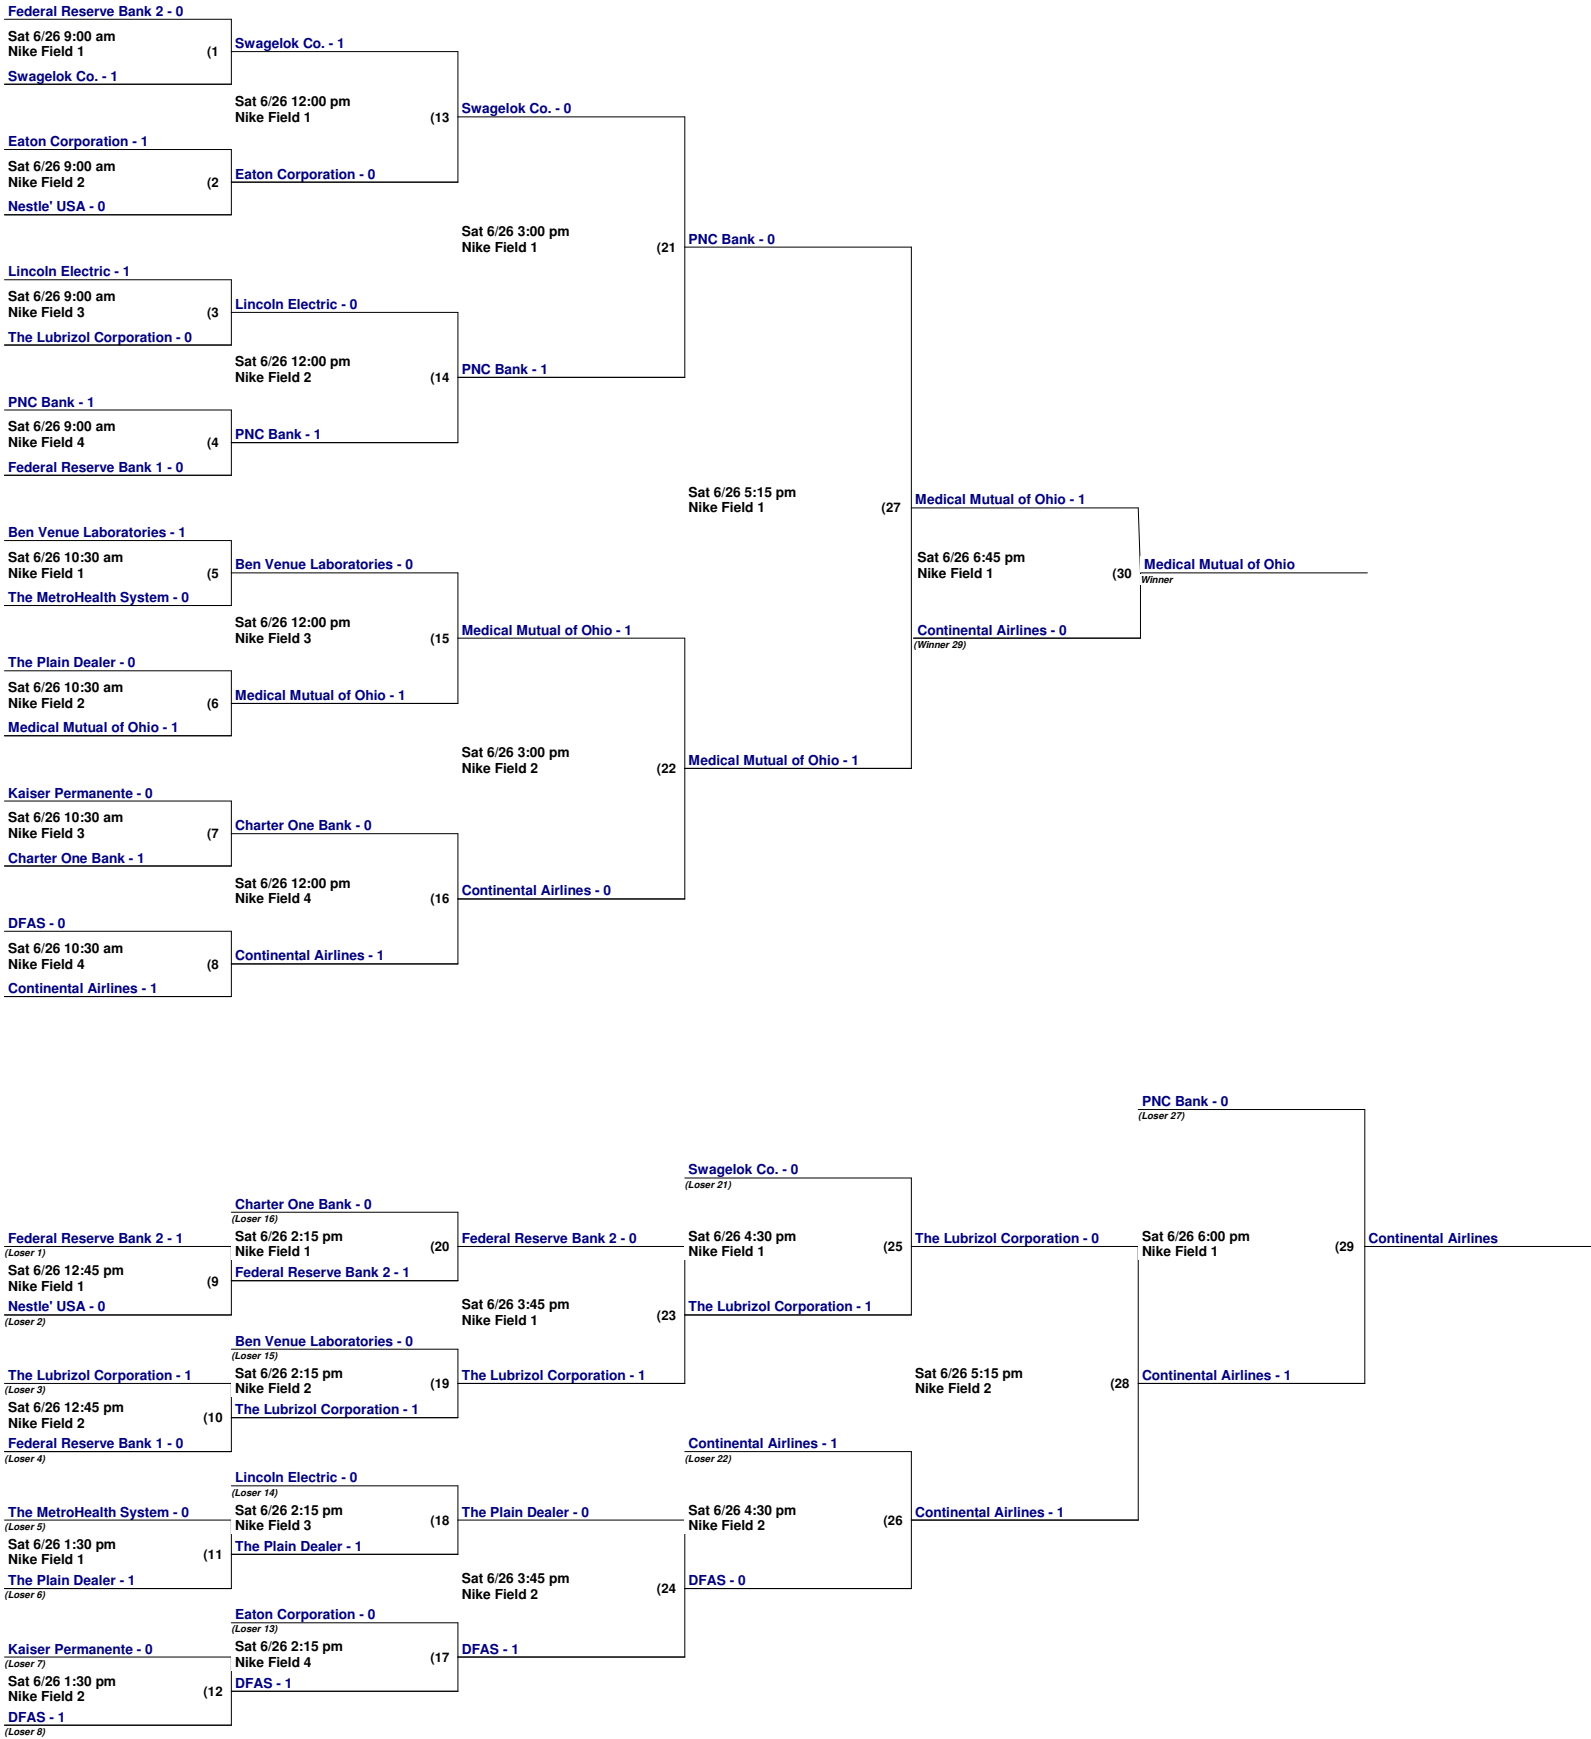 Federal Reserve Bank 2 - 0
Sat 6/26 9:00 am
Nike Field 1
(1
Swagelok Co. - 1
Swagelok Co. - 1
Sat 6/26 12:00 pm
Nike Field 1
(13
Swagelok Co. - 0
Eaton Corporation - 1
Sat 6/26 9:00 am
Nike Field 2
(2
Eaton Corporation - 0
Nestle' USA - 0
Sat 6/26 3:00 pm
Nike Field 1
(21
PNC Bank - 0
Lincoln Electric - 1
Sat 6/26 9:00 am
Nike Field 3
(3
Lincoln Electric - 0
The Lubrizol Corporation - 0
Sat 6/26 12:00 pm
Nike Field 2
(14
PNC Bank - 1
PNC Bank - 1
Sat 6/26 9:00 am
Nike Field 4
(4
PNC Bank - 1
Federal Reserve Bank 1 - 0
Sat 6/26 5:15 pm
Nike Field 1
(27
Medical Mutual of Ohio - 1
Ben Venue Laboratories - 1
Sat 6/26 10:30 am
Nike Field 1
(5
Ben Venue Laboratories - 0
The MetroHealth System - 0
Sat 6/26 6:45 pm
Nike Field 1
(30
Medical Mutual of Ohio
Winner
Sat 6/26 12:00 pm
Nike Field 3
(15
Medical Mutual of Ohio - 1
Continental Airlines - 0
(Winner 29)
The Plain Dealer - 0
Sat 6/26 10:30 am
Nike Field 2
(6
Medical Mutual of Ohio - 1
Medical Mutual of Ohio - 1
Sat 6/26 3:00 pm
Nike Field 2
(22
Medical Mutual of Ohio - 1
Kaiser Permanente - 0
Sat 6/26 10:30 am
Nike Field 3
(7
Charter One Bank - 0
Charter One Bank - 1
Sat 6/26 12:00 pm
Nike Field 4
(16
Continental Airlines - 0
DFAS - 0
Sat 6/26 10:30 am
Nike Field 4
(8
Continental Airlines - 1
Continental Airlines - 1
PNC Bank - 0
(Loser 27)
Swagelok Co. - 0
(Loser 21)
Charter One Bank - 0
(Loser 16)
Federal Reserve Bank 2 - 1
(Loser 1)
Sat 6/26 2:15 pm
Nike Field 1
(20
Federal Reserve Bank 2 - 0
Sat 6/26 4:30 pm
Nike Field 1
(25
The Lubrizol Corporation - 0
Sat 6/26 6:00 pm
Nike Field 1
(29
Continental Airlines
Sat 6/26 12:45 pm
Nike Field 1
(9
Federal Reserve Bank 2 - 1
Nestle' USA - 0
(Loser 2)
Sat 6/26 3:45 pm
Nike Field 1
(23
The Lubrizol Corporation - 1
Ben Venue Laboratories - 0
(Loser 15)
The Lubrizol Corporation - 1
(Loser 3)
Sat 6/26 2:15 pm
Nike Field 2
(19
The Lubrizol Corporation - 1
Sat 6/26 5:15 pm
Nike Field 2
(28
Continental Airlines - 1
Sat 6/26 12:45 pm
Nike Field 2
(10
The Lubrizol Corporation - 1
Federal Reserve Bank 1 - 0
(Loser 4)
Continental Airlines - 1
(Loser 22)
Lincoln Electric - 0
(Loser 14)
The MetroHealth System - 0
(Loser 5)
Sat 6/26 2:15 pm
Nike Field 3
(18
The Plain Dealer - 0
Sat 6/26 4:30 pm
Nike Field 2
(26
Continental Airlines - 1
Sat 6/26 1:30 pm
Nike Field 1
(11
The Plain Dealer - 1
The Plain Dealer - 1
(Loser 6)
Sat 6/26 3:45 pm
Nike Field 2
(24
DFAS - 0
Eaton Corporation - 0
(Loser 13)
Kaiser Permanente - 0
(Loser 7)
Sat 6/26 2:15 pm
Nike Field 4
(17
DFAS - 1
Sat 6/26 1:30 pm
Nike Field 2
(12
DFAS - 1
DFAS - 1
(Loser 8)